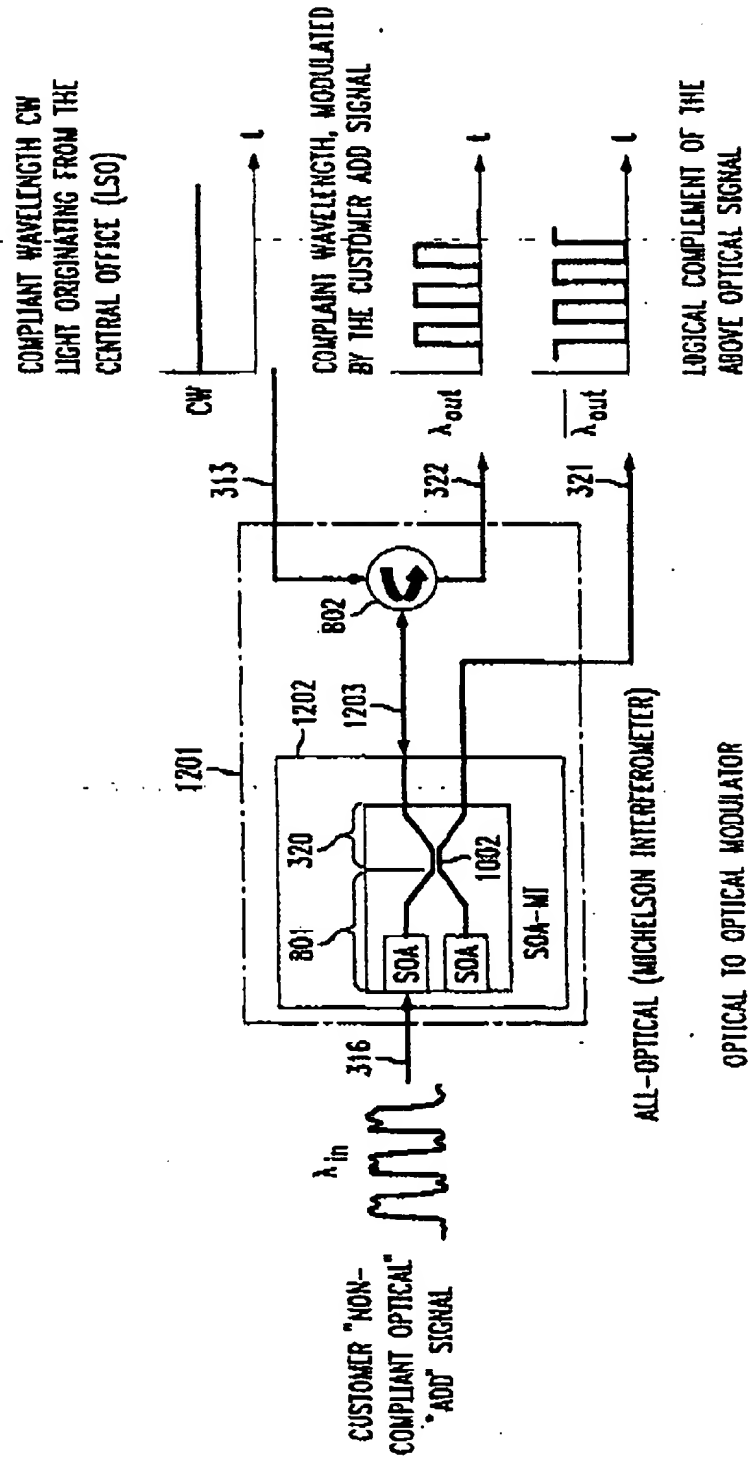 COMPLIANT WAVELENGTH CW
LIGHT ORIGINATING FROM THE
CENTRAL OFFICE (LSO)
CW
t
313
COMPLAINT WAVELENGTH, MODULATED
BY THE CUSTOMER ADD SIGNAL
λout
t
322
λout
t
321
LOGICAL COMPLEMENT OF THE
ABOVE OPTICAL SIGNAL
1201
1202
1203
802
801
320
SOA
SOA
1002
SOA-MI
316
λin
CUSTOMER "NON-
COMPLIANT OPTICAL"
"ADD" SIGNAL
ALL-OPTICAL (MICHELSON INTERFEROMETER)
OPTICAL TO OPTICAL MODULATOR